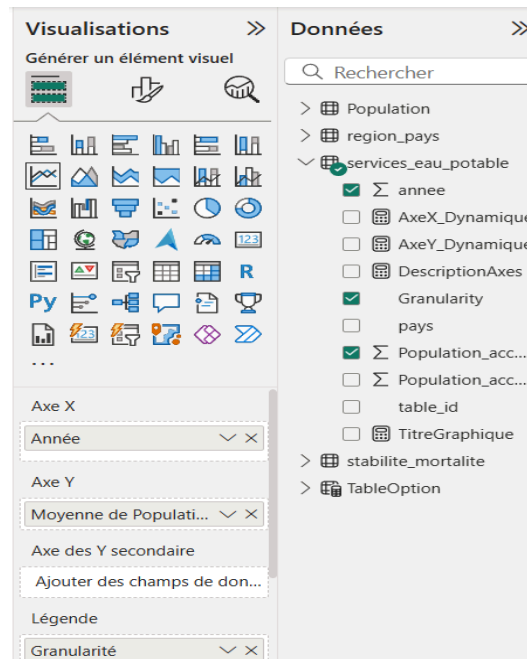 Visualisations
Générer un élément visuel
123
R
Py
123
...
Axe X
Année
Axe Y
Moyenne de Populati...
Axe des Y secondaire
Ajouter des champs de don...
Légende
Granularité
Données
Rechercher
Population
region_pays
services_eau_potable
annee
AxeX_Dynamique
AxeY_Dynamique
DescriptionAxes
Granularity
pays
Population_acc...
Population_acc...
table_id
TitreGraphique
stabilite_mortalite
TableOption